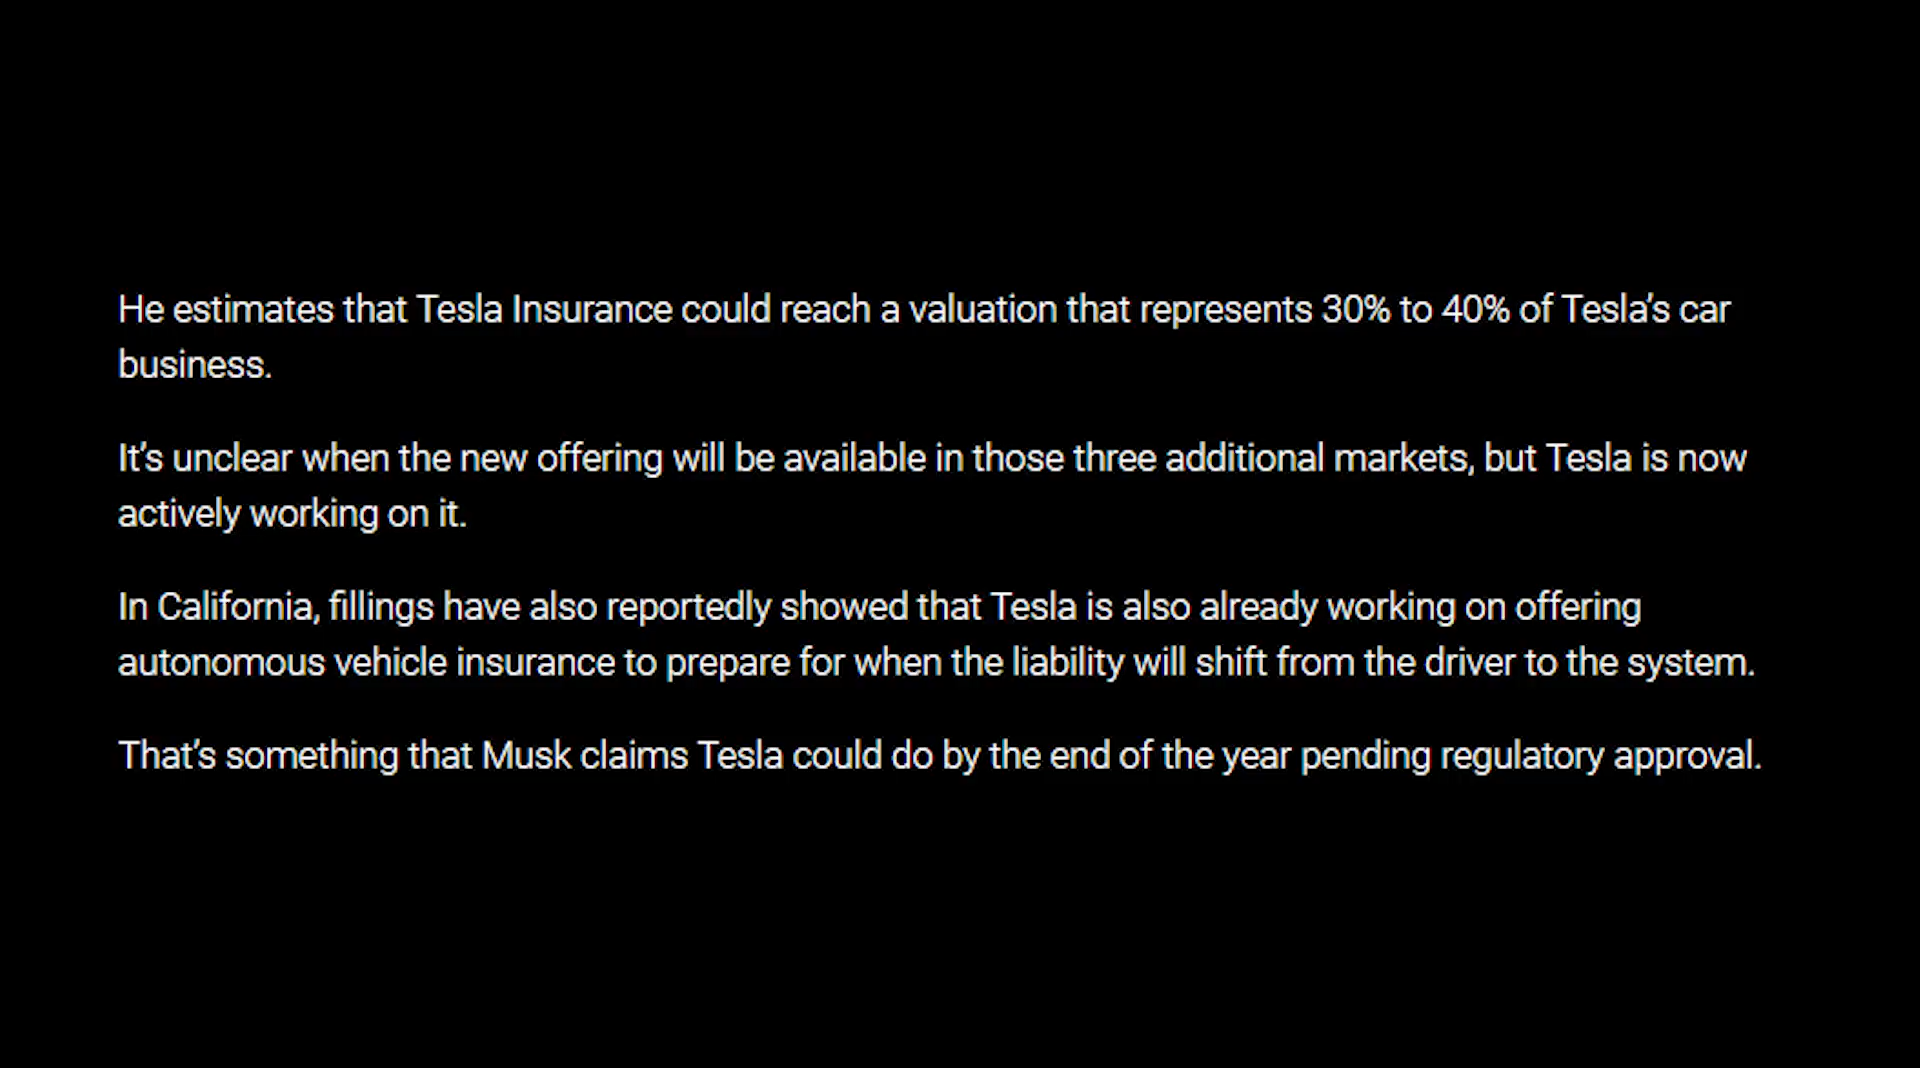 He estimates that Tesla Insurance could reach a valuation that represents 30% to 40% of Tesla’s car
business.
It’s unclear when the new offering will be available in those three additional markets, but Tesla is now
actively working on it.
In California, fillings have also reportedly showed that Tesla is also already working on offering
autonomous vehicle insurance to prepare for when the liability will shift from the driver to the system.
That’s something that Musk claims Tesla could do by the end of the year pending regulatory approval.